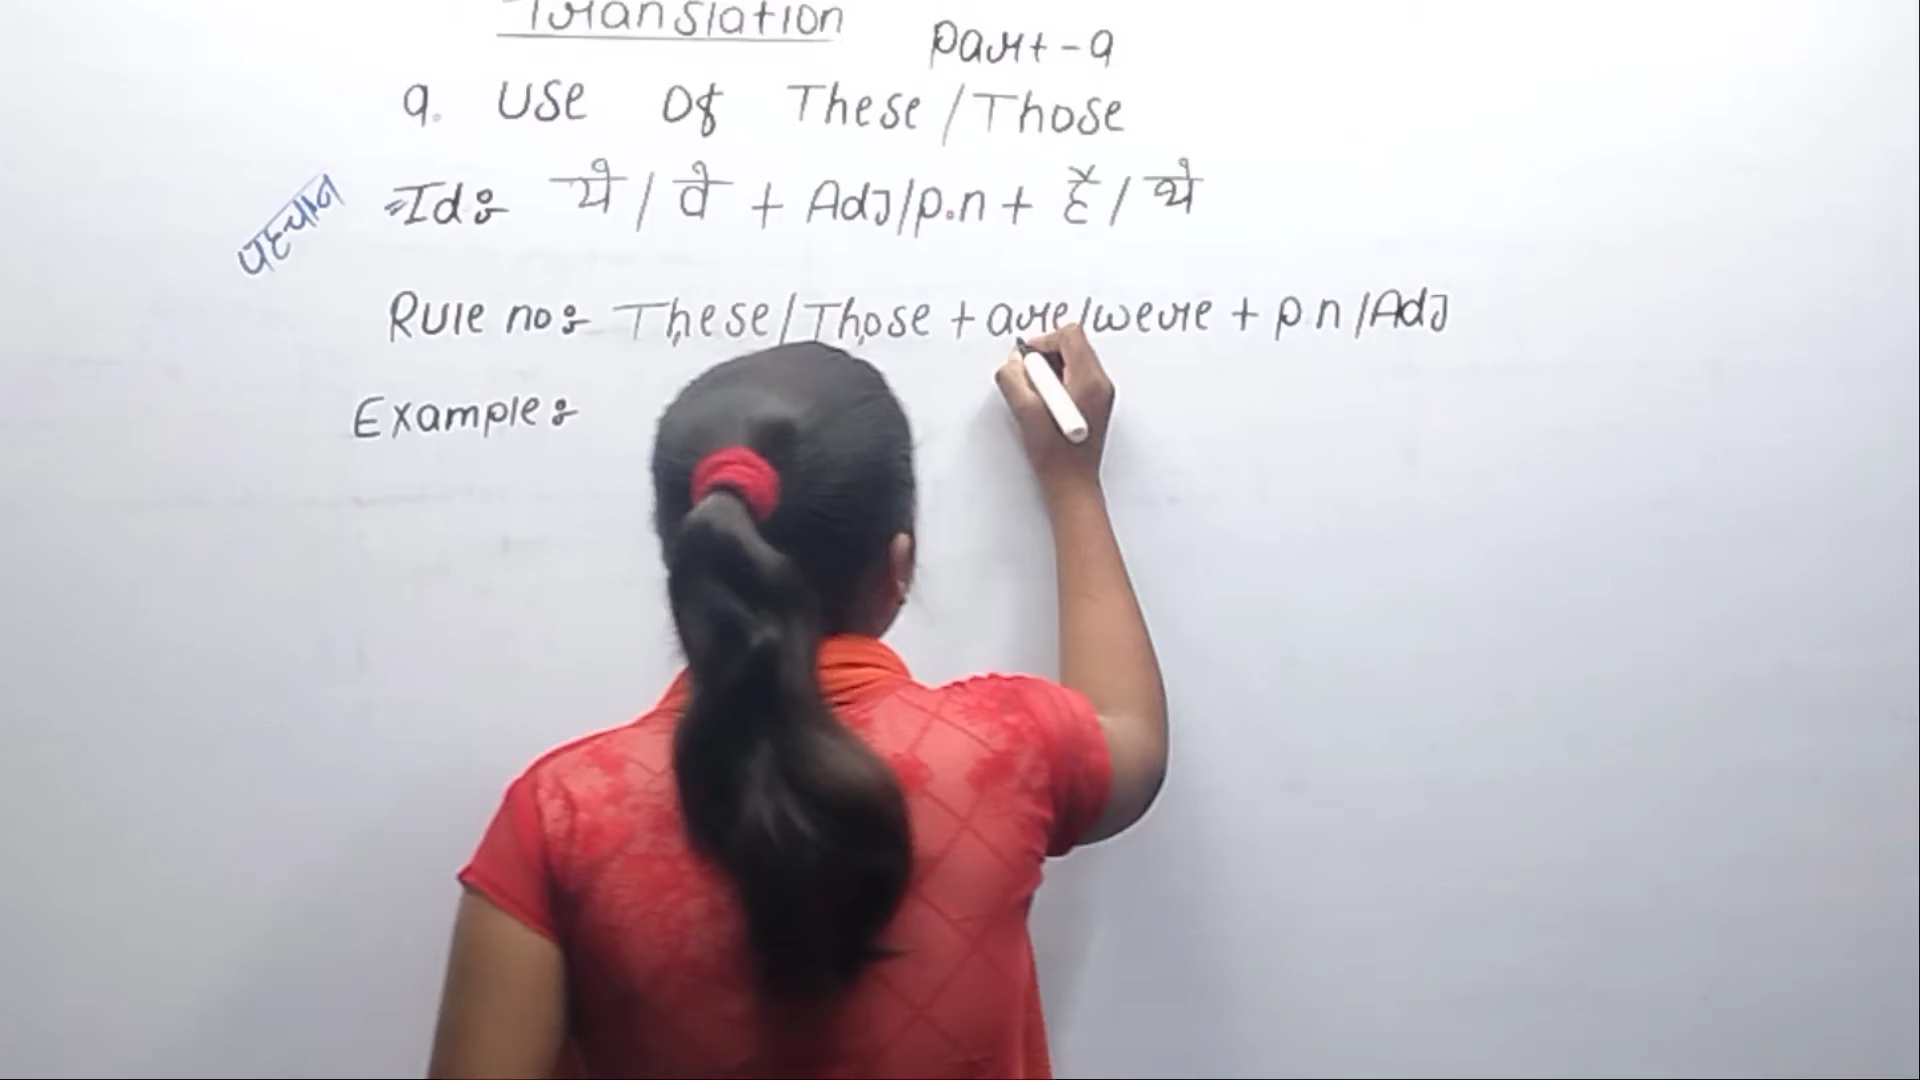 Translation
Part-9
9. Use Of These/Those
पहचान
Id:- ये/वे + Adj/p.n + हैं/थे
Rule no:- These/Those + are/were + p.n/Adj
Example:-